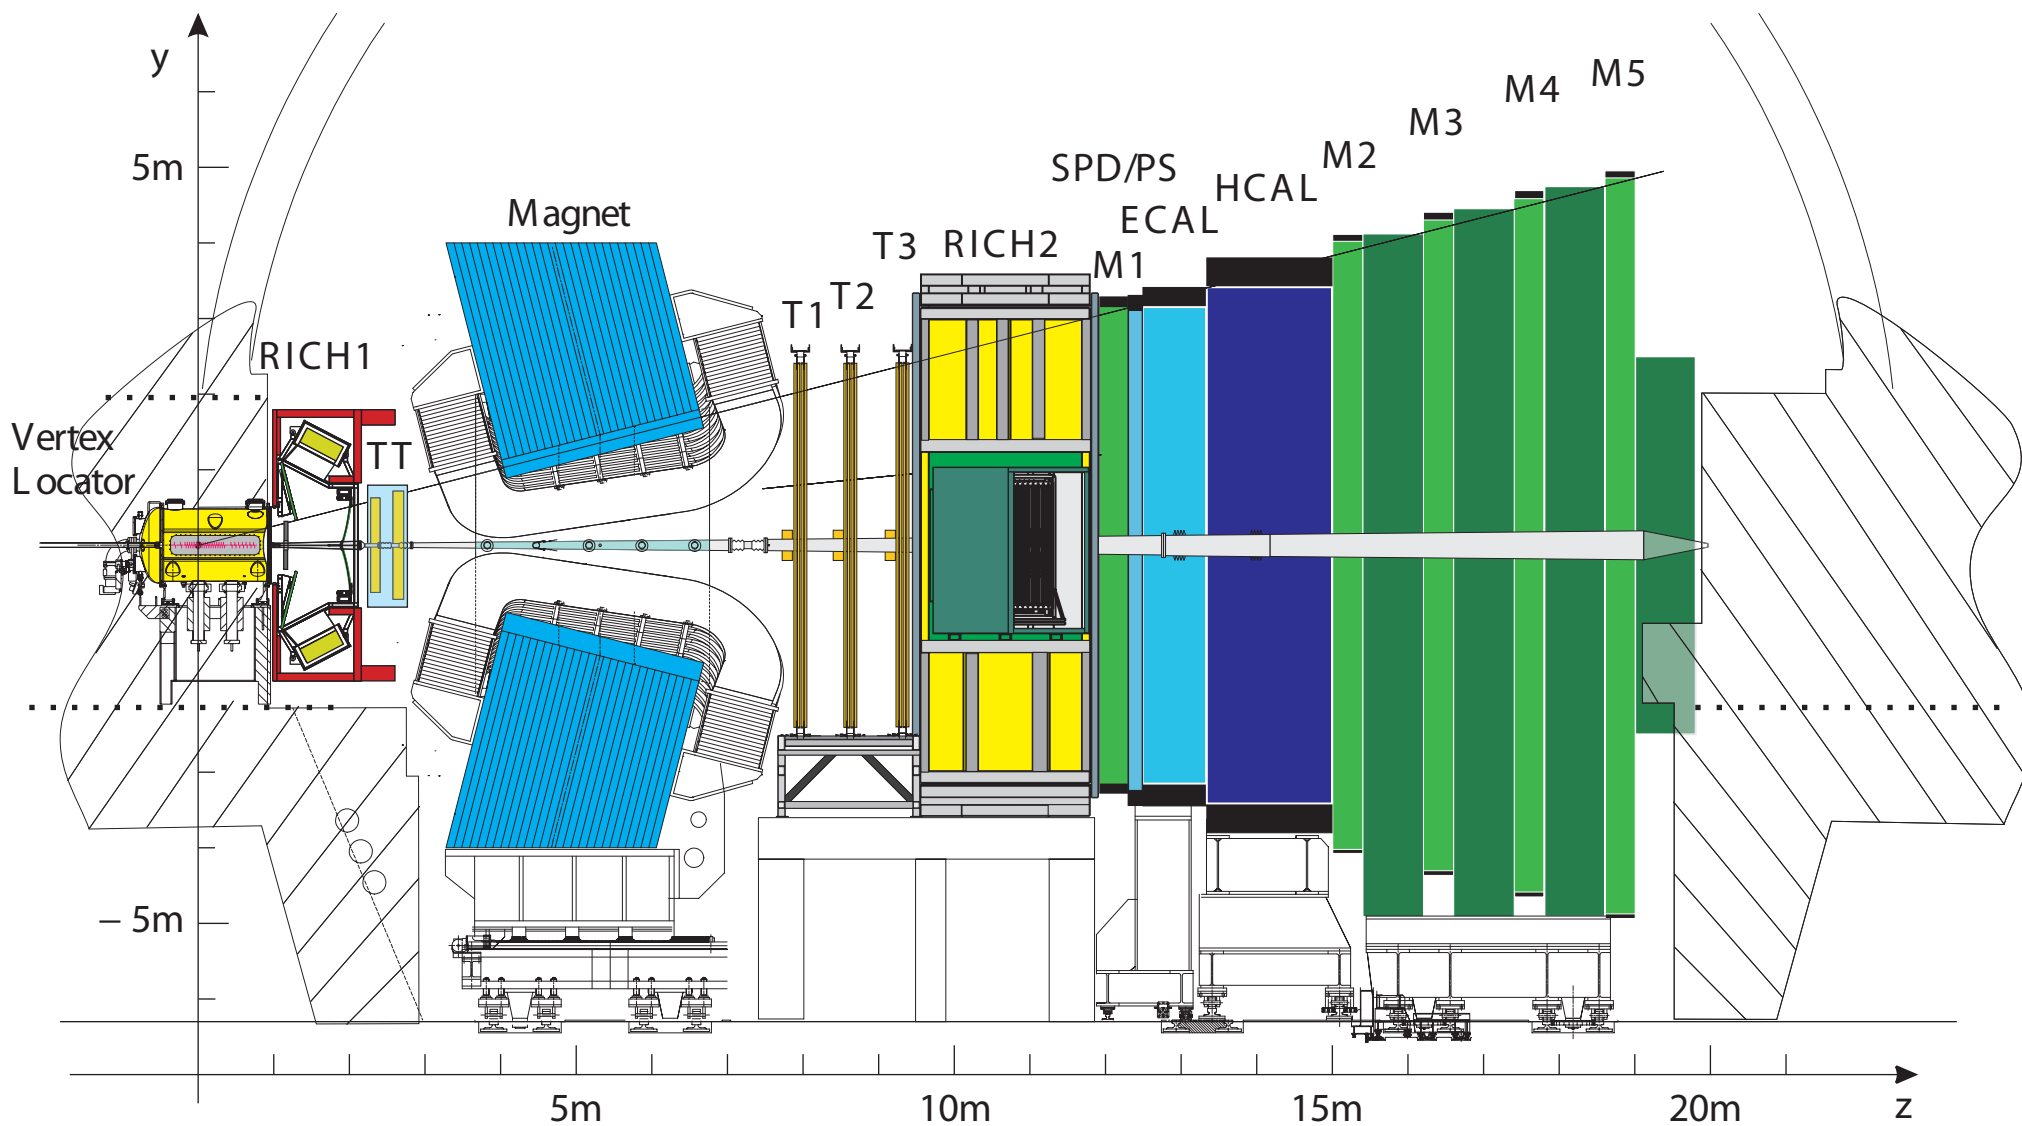 y
5m
Magnet
RICH1
Vertex
Locator
TT
T1
T2
T3
RICH2
M1
SPD/PS
ECAL
HCAL
M2
M3
M4
M5
– 5m
5m
10m
15m
20m
z